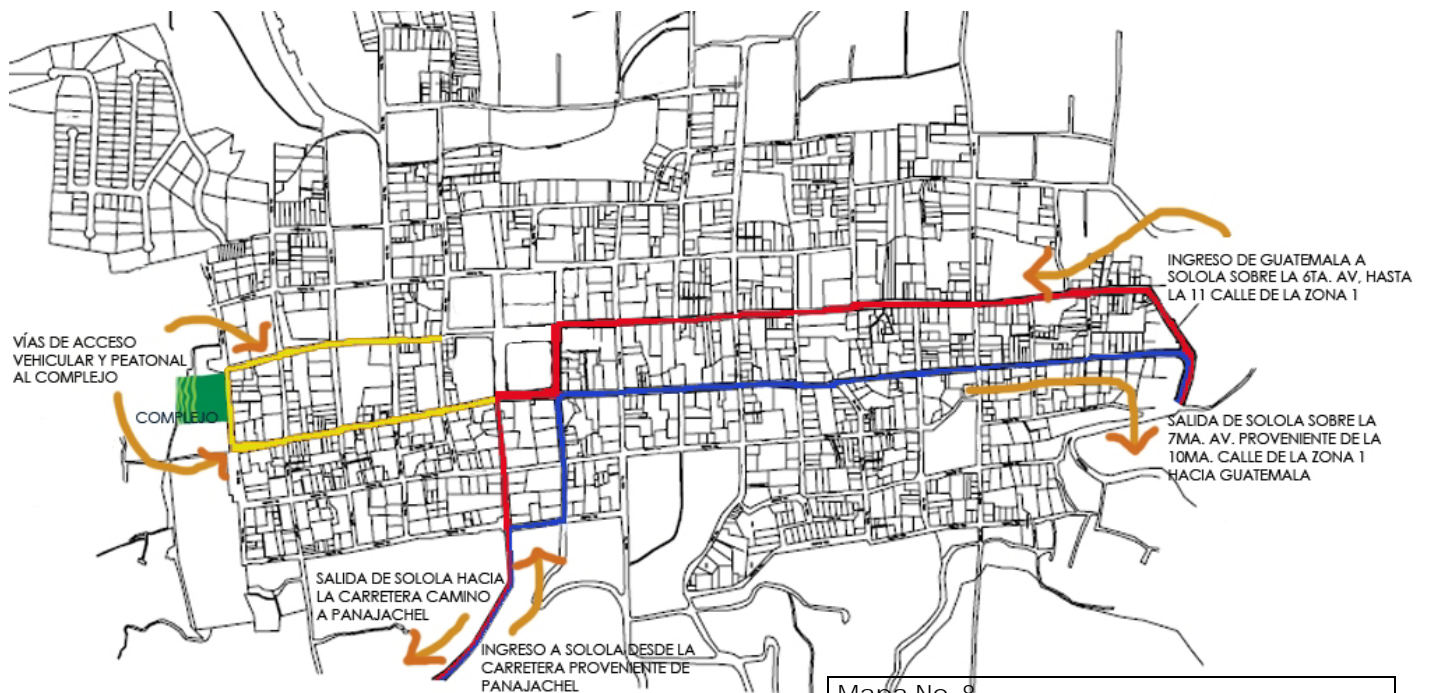 INGRESO DE GUATEMALA A
SOLOLA SOBRE LA 6TA. AV, HASTA
LA 11 CALLE DE LA ZONA 1
VÍAS DE ACCESO
VEHICULAR Y PEATONAL
AL COMPLEJO
COMPLEJO
SALIDA DE SOLOLA SOBRE LA
7MA. AV. PROVENIENTE DE LA
10MA. CALLE DE LA ZONA 1
HACIA GUATEMALA
SALIDA DE SOLOLA HACIA
LA CARRETERA CAMINO
A PANAJACHEL
INGRESO A SOLOLA DESDE LA
CARRETERA PROVENIENTE DE
PANAJACHEL
Mapa No. 8